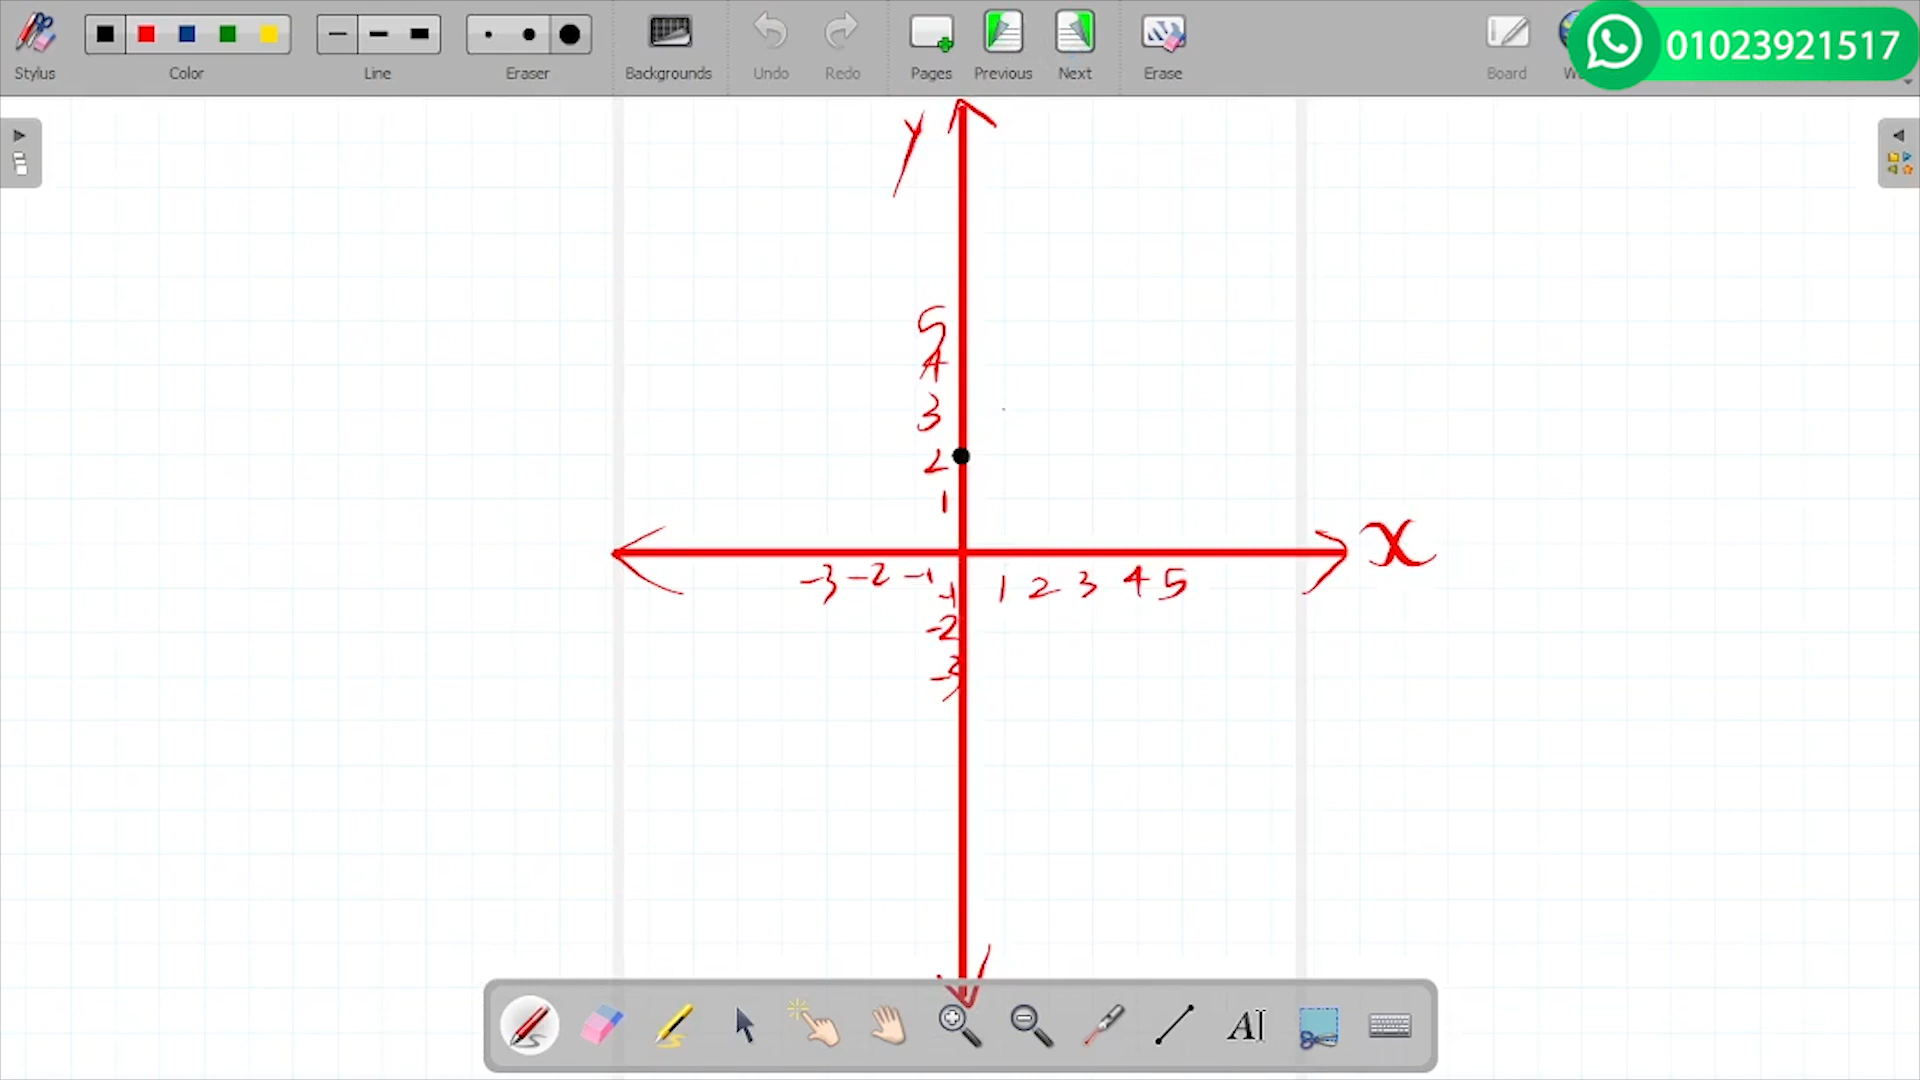 Stylus Color Line Eraser Backgrounds Undo Redo Pages Previous Next Erase Board
01023921517
y
5
4
3
2
1
x
-3 -2 -1 1 2 3 4 5
-1
-2
-3
A